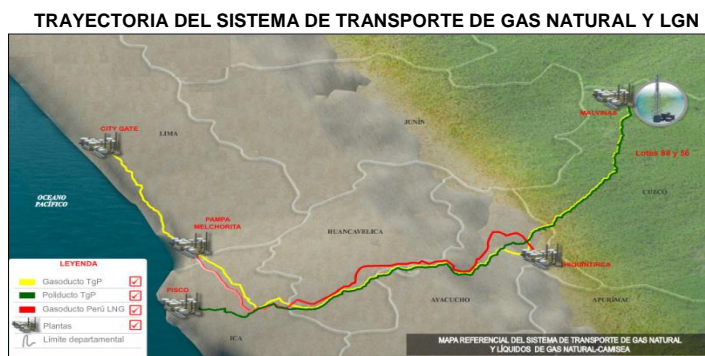 TRAYECTORIA DEL SISTEMA DE TRANSPORTE DE GAS NATURAL Y LGN
MALVINAS
CITY GATE
LIMA
JUNÍN
Lotes 88 y 56
CUSCO
OCEANO
PACÍFICO
PAMPA
MELCHORITA
HUANCAVELICA
LEYENDA
Gasoducto TgP
Poliducto TgP
Gasoducto Perú LNG
Plantas
Límite departamental
PISCO
AYACUCHO
APURÍMAC
ICA
MAPA REFERENCIAL DEL SISTEMA DE TRANSPORTE DE GAS NATURAL
Y LÍQUIDOS DE GAS NATURAL-CAMISEA